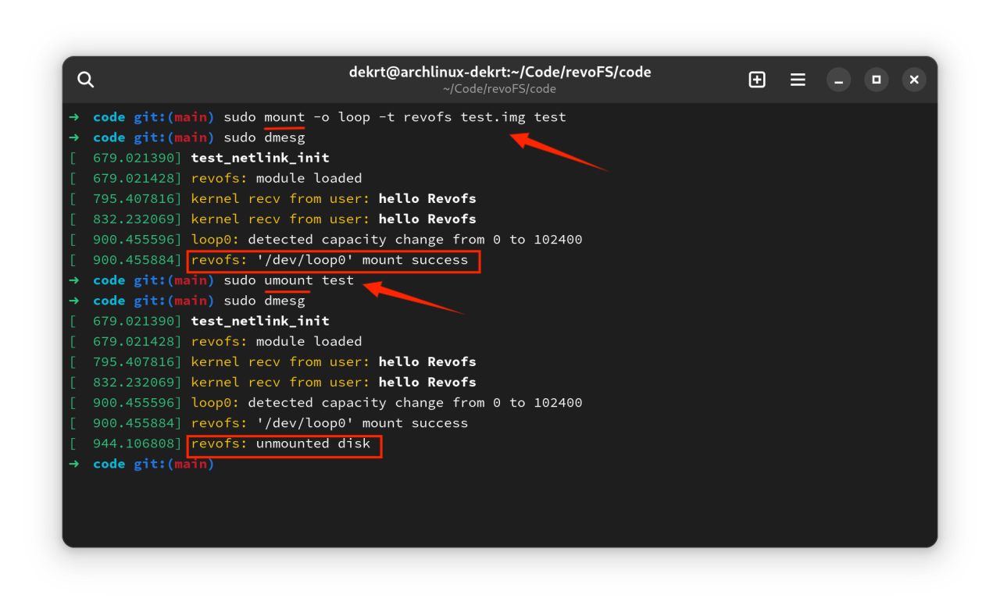 dekrt@archlinux-dekrt:~/Code/revoFS/code
~/Code/revoFS/code
➜ code git:(main) sudo mount -o loop -t revofs test.img test
➜ code git:(main) sudo dmesg
[  679.021390] test_netlink_init
[  679.021428] revofs: module loaded
[  795.407816] kernel recv from user: hello Revofs
[  832.232069] kernel recv from user: hello Revofs
[  900.455596] loop0: detected capacity change from 0 to 102400
[  900.455884] revofs: '/dev/loop0' mount success
➜ code git:(main) sudo umount test
➜ code git:(main) sudo dmesg
[  679.021390] test_netlink_init
[  679.021428] revofs: module loaded
[  795.407816] kernel recv from user: hello Revofs
[  832.232069] kernel recv from user: hello Revofs
[  900.455596] loop0: detected capacity change from 0 to 102400
[  900.455884] revofs: '/dev/loop0' mount success
[  944.106808] revofs: unmounted disk
➜ code git:(main)